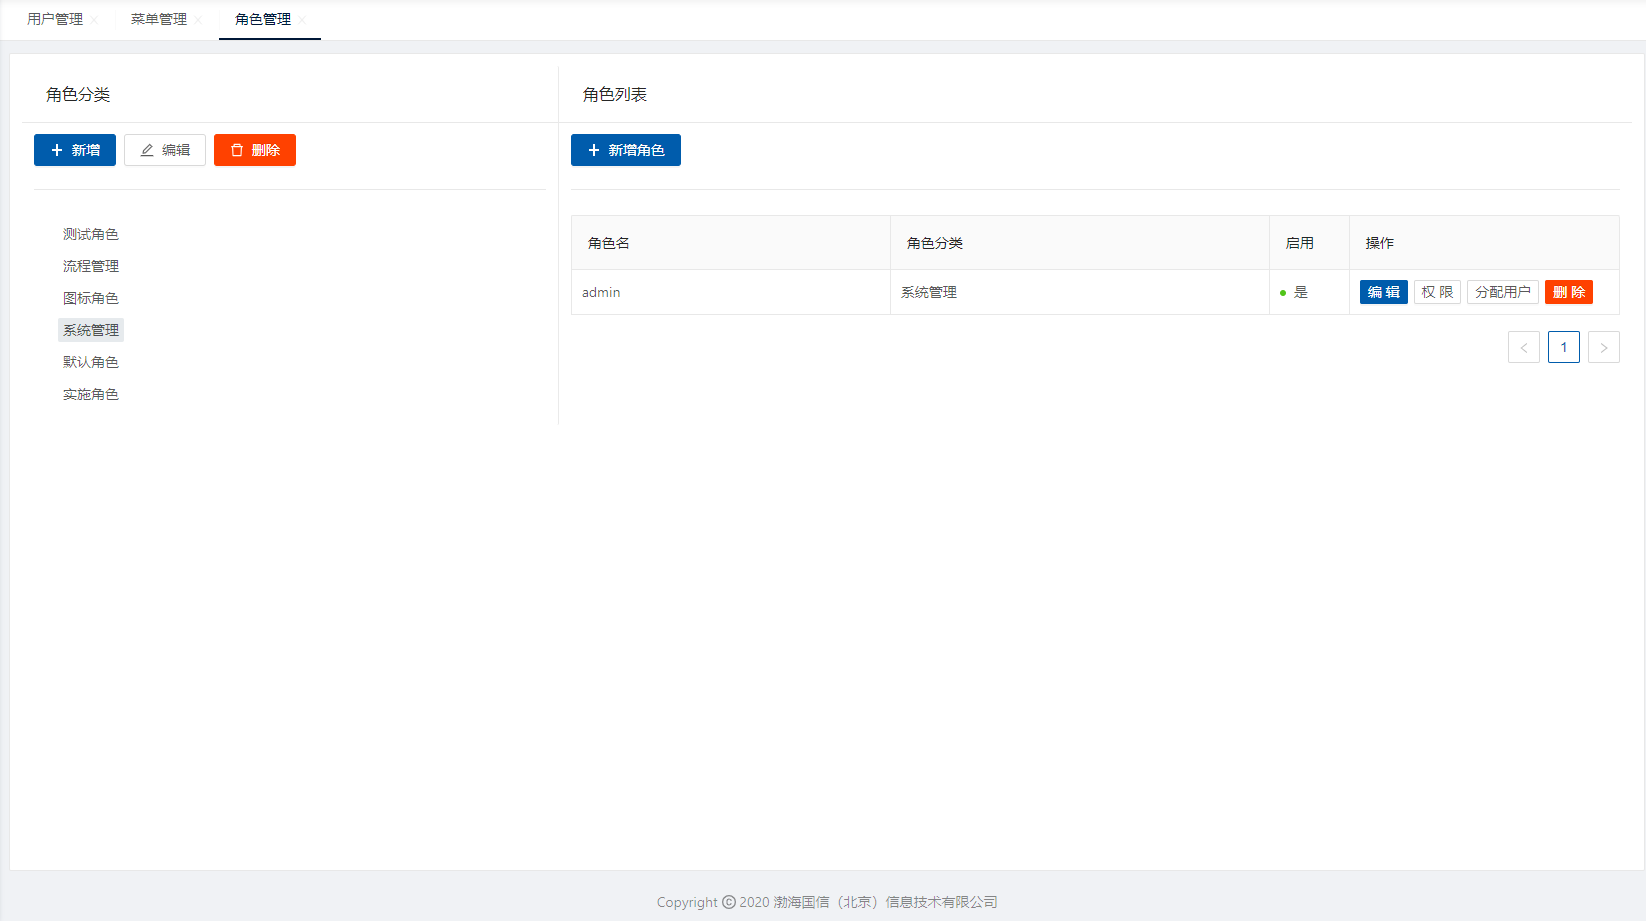 用户管理 菜单管理 角色管理
角色分类
新增 编辑 删除
测试角色
流程管理
图标角色
系统管理
默认角色
实施角色
角色列表
新增角色
角色名 角色分类 启用 操作
admin 系统管理 是 编 辑 权 限 分配用户 删 除
< 1 >
Copyright © 2020 渤海国信（北京）信息技术有限公司